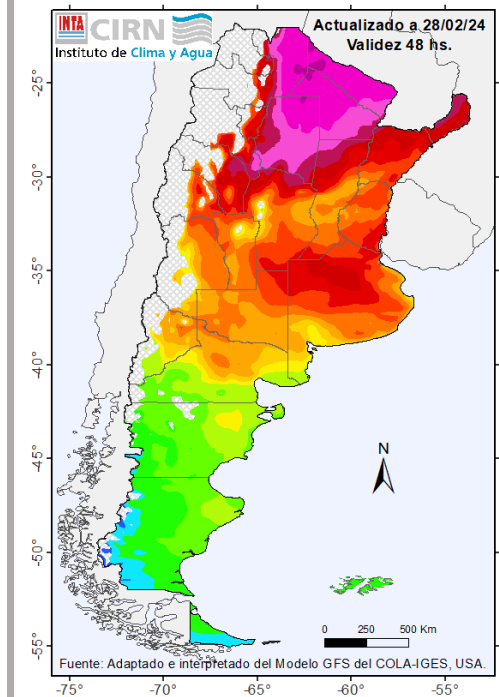 INTA
CIRN
Instituto de Clima y Agua
Actualizado a 28/02/24
Validez 48 hs.
-25°
-30°
-35°
-40°
-45°
-50°
-55°
N
0 250 500 Km
Fuente: Adaptado e interpretado del Modelo GFS del COLA-IGES, USA.
-75° -70° -65° -60° -55°